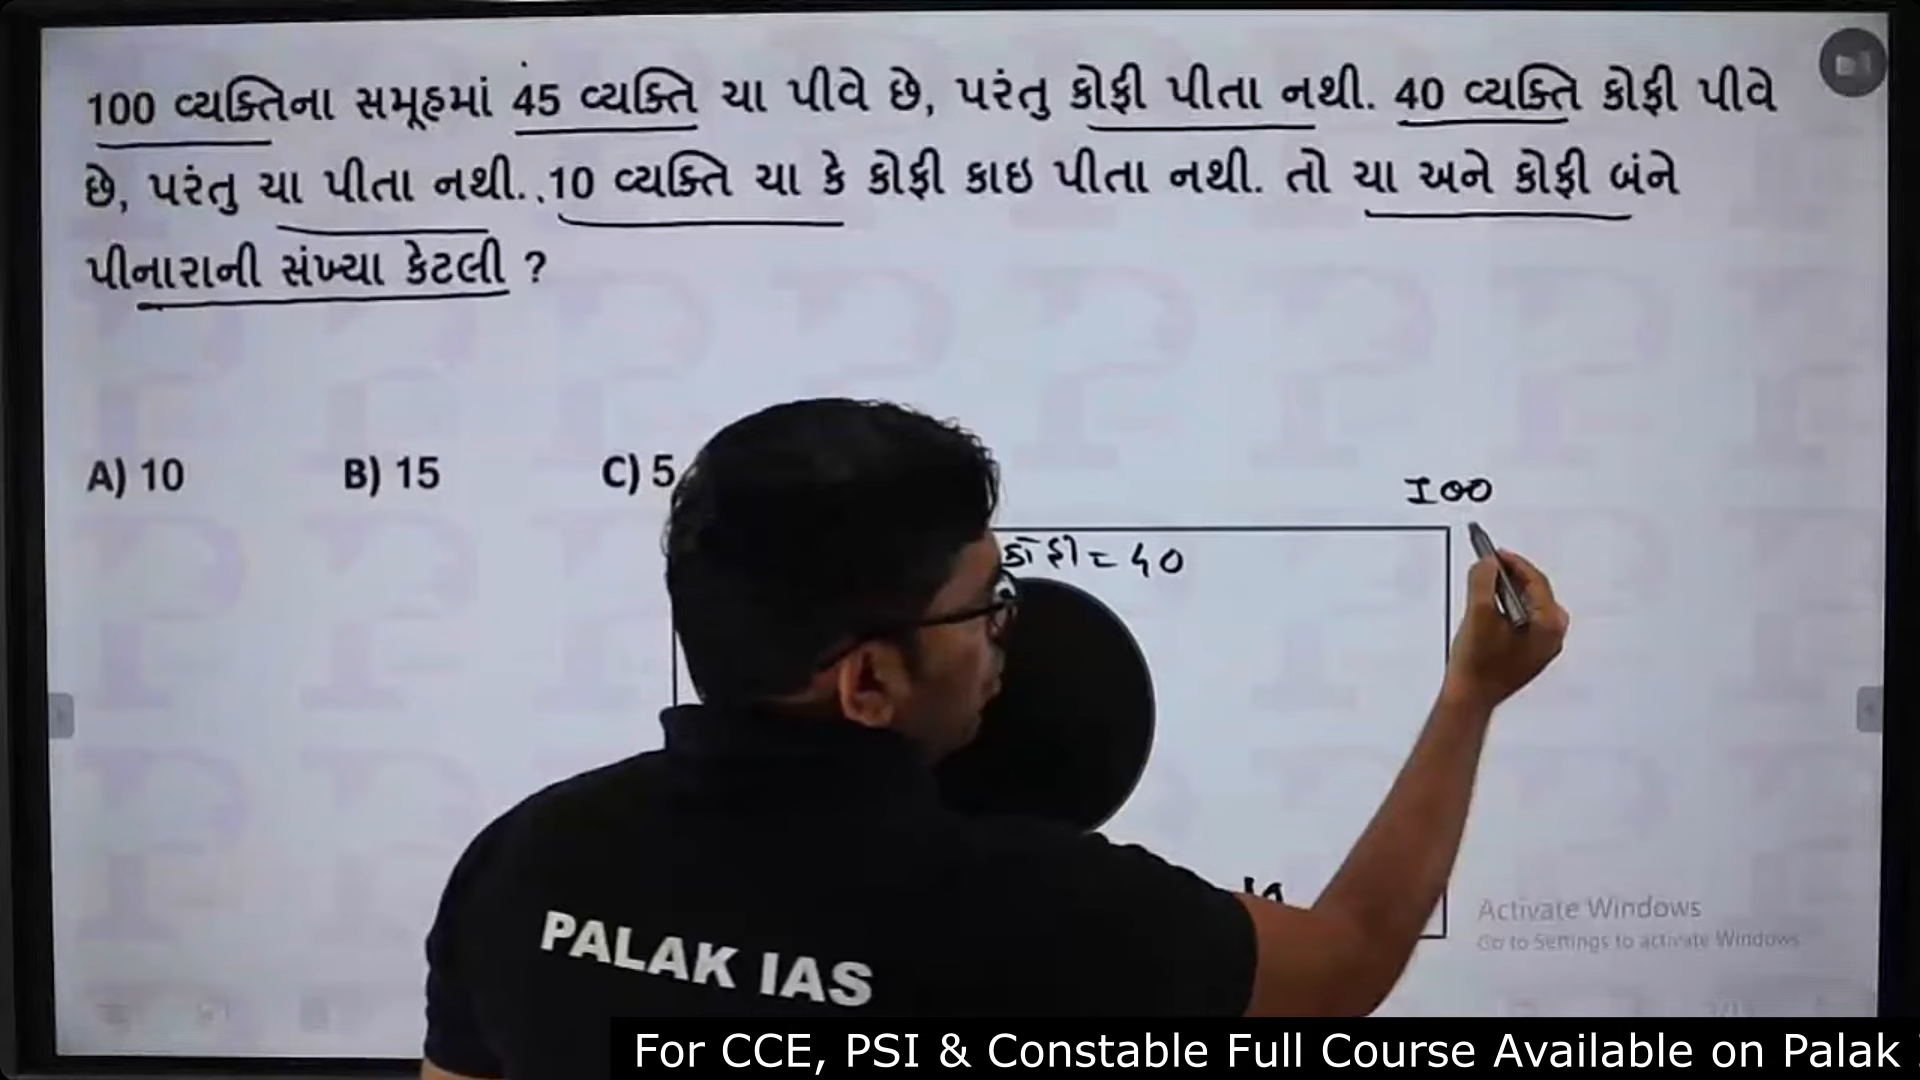 100 વ્યક્તિના સમૂહમાં 45 વ્યક્તિ ચા પીવે છે, પરંતુ કોફી પીતા નથી. 40 વ્યક્તિ કોફી પીવે
છે, પરંતુ ચા પીતા નથી. 10 વ્યક્તિ ચા કે કોફી કાઇ પીતા નથી. તો ચા અને કોફી બંને
પીનારાની સંખ્યા કેટલી ?
A) 10 B) 15 C) 5
100
કોફી = 40
Activate Windows
Go to Settings to activate Windows.
PALAK IAS
For CCE, PSI & Constable Full Course Available on Palak